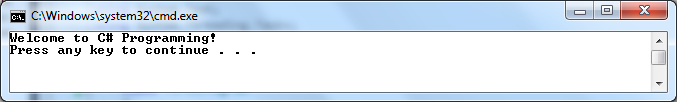 C:\Windows\system32\cmd.exe
Welcome to C# Programming!
Press any key to continue . . .